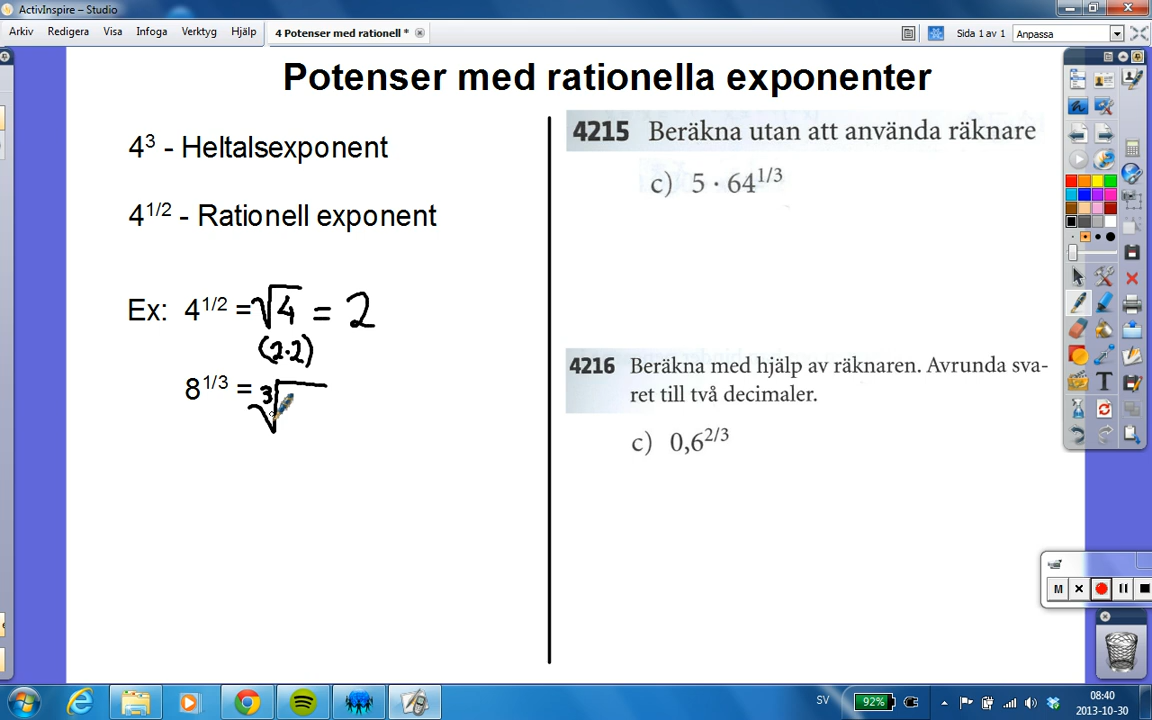 ActivInspire – Studio
Arkiv Redigera Visa Infoga Verktyg Hjälp
4 Potenser med rationell *
Sida 1 av 1
Anpassa
Potenser med rationella exponenter
4³ - Heltalsexponent
4^1/2 - Rationell exponent
Ex: 4^1/2 = √4 = 2
(2·2)
8^1/3 = ³√
4215 Beräkna utan att använda räknare
c) 5 · 64^1/3
4216 Beräkna med hjälp av räknaren. Avrunda sva-
ret till två decimaler.
c) 0,6^2/3
M
SV
92%
08:40
2013-10-30